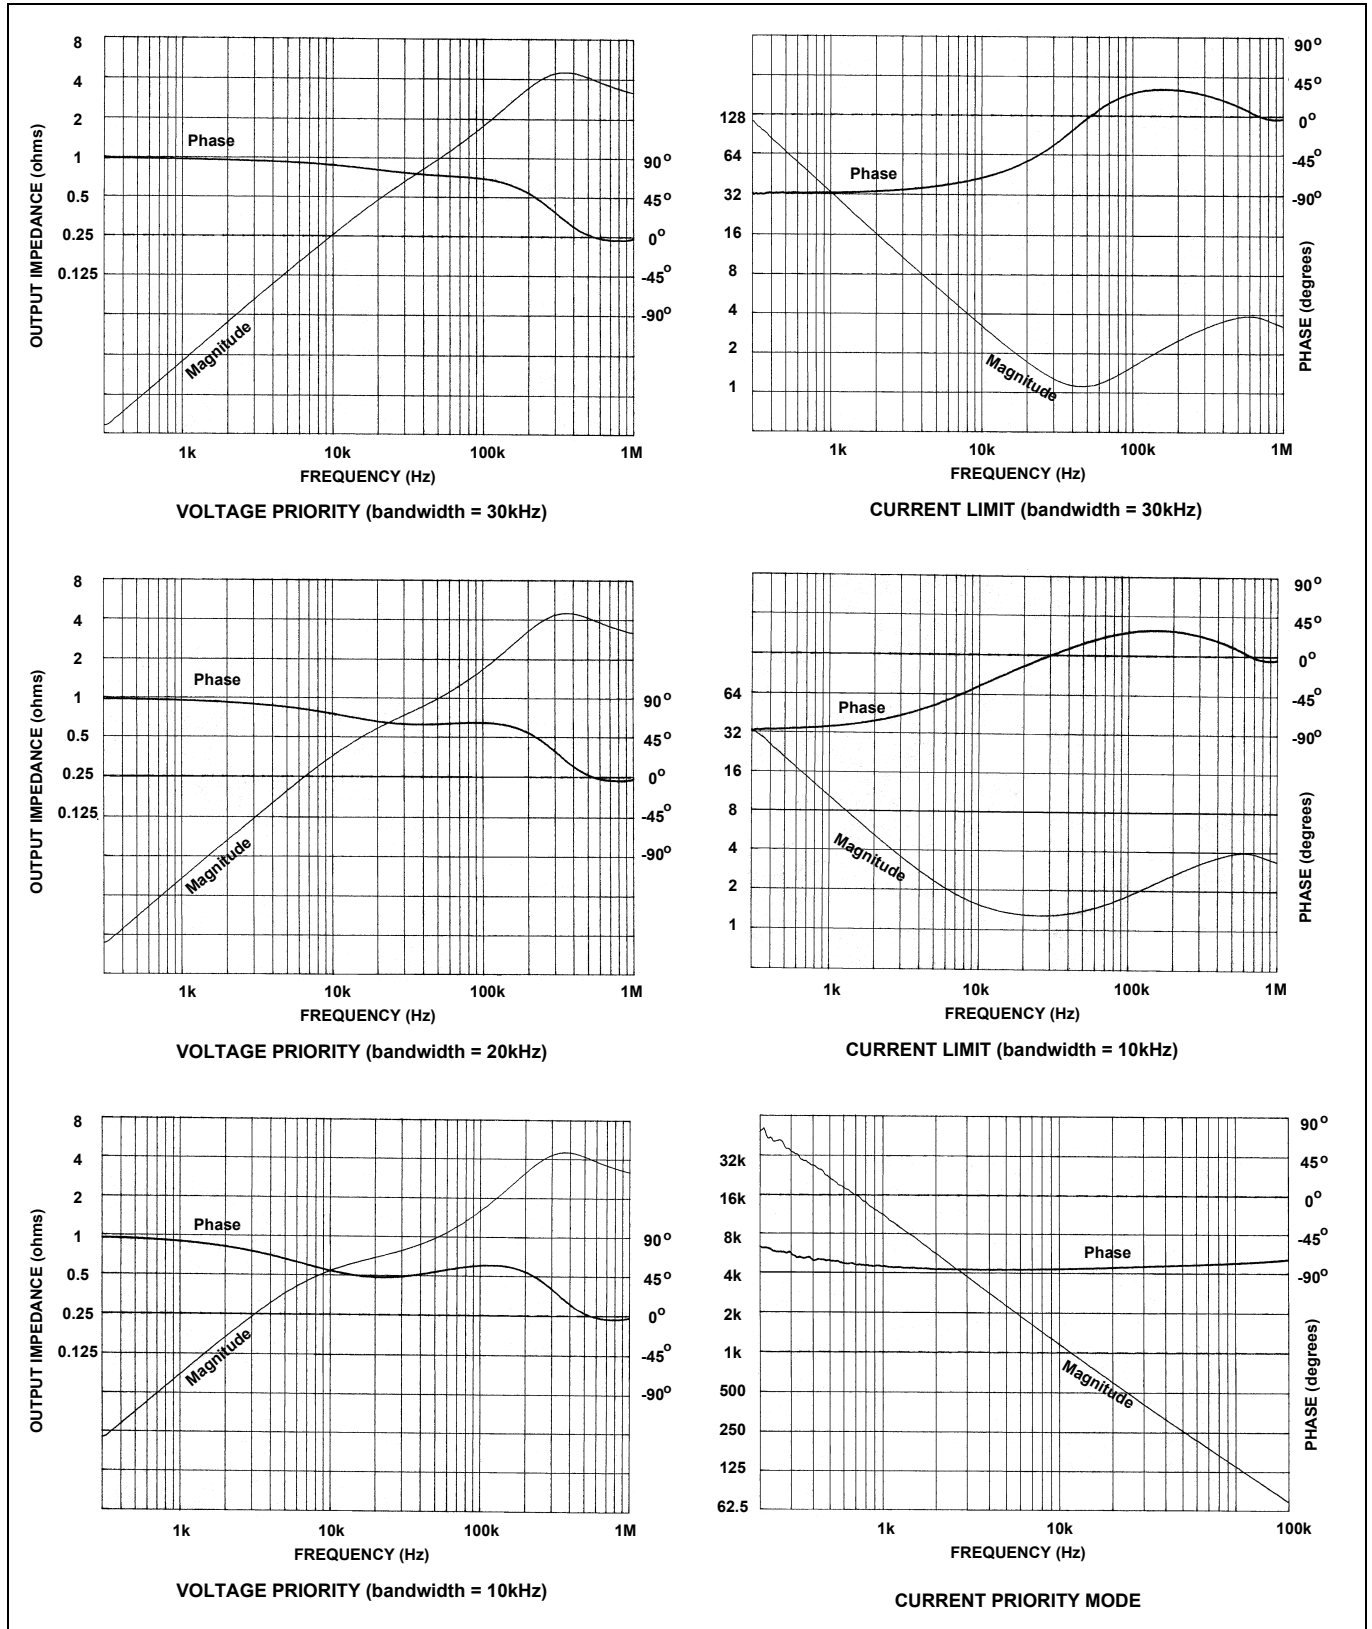 8
4
2
1
0.5
0.25
0.125
OUTPUT IMPEDANCE (ohms)
Phase
Magnitude
90°
45°
0°
-45°
-90°
1k 10k 100k 1M
FREQUENCY (Hz)
VOLTAGE PRIORITY (bandwidth = 30kHz)
128
64
32
16
8
4
2
1
Phase
Magnitude
90°
45°
0°
-45°
-90°
PHASE (degrees)
1k 10k 100k 1M
FREQUENCY (Hz)
CURRENT LIMIT (bandwidth = 30kHz)
8
4
2
1
0.5
0.25
0.125
OUTPUT IMPEDANCE (ohms)
Phase
Magnitude
90°
45°
0°
-45°
-90°
1k 10k 100k 1M
FREQUENCY (Hz)
VOLTAGE PRIORITY (bandwidth = 20kHz)
64
32
16
8
4
2
1
Phase
Magnitude
90°
45°
0°
-45°
-90°
PHASE (degrees)
1k 10k 100k 1M
FREQUENCY (Hz)
CURRENT LIMIT (bandwidth = 10kHz)
8
4
2
1
0.5
0.25
0.125
OUTPUT IMPEDANCE (ohms)
Phase
Magnitude
90°
45°
0°
-45°
-90°
1k 10k 100k 1M
FREQUENCY (Hz)
VOLTAGE PRIORITY (bandwidth = 10kHz)
32k
16k
8k
4k
2k
1k
500
250
125
62.5
Phase
Magnitude
90°
45°
0°
-45°
-90°
PHASE (degrees)
1k 10k 100k
FREQUENCY (Hz)
CURRENT PRIORITY MODE